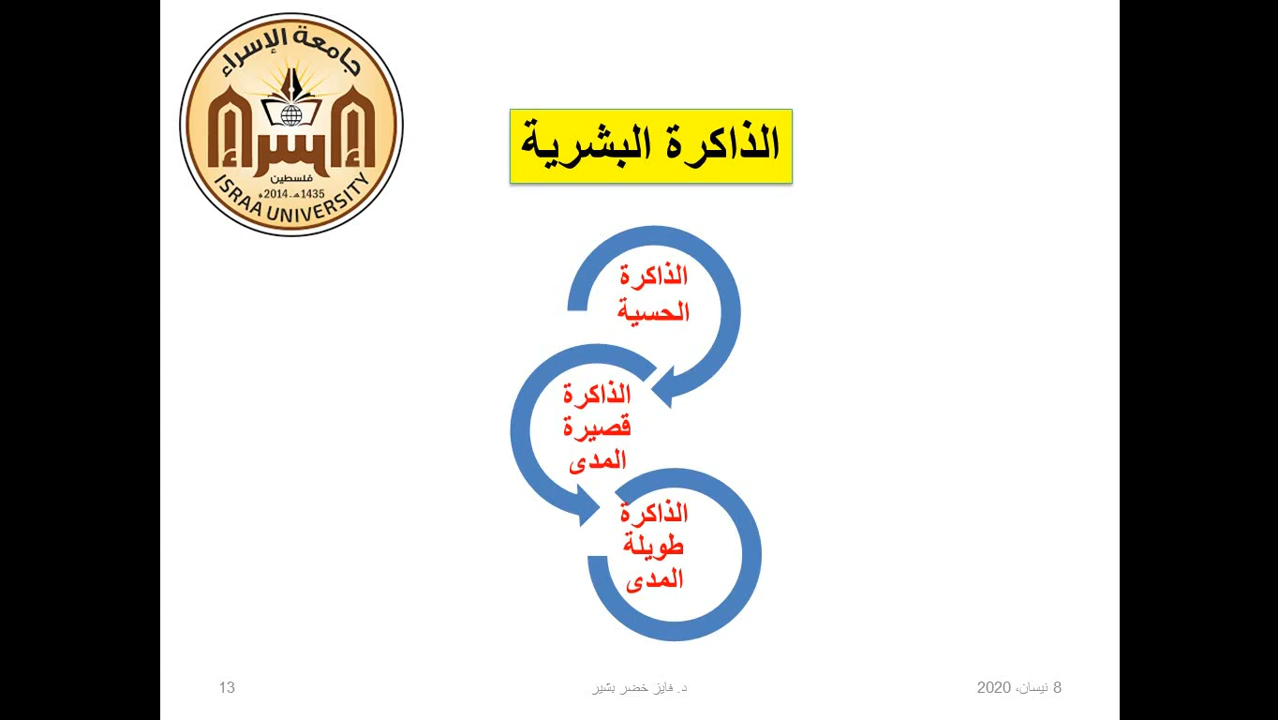 جامعة الإسراء
إسراء
فلسطين
1435هـ-2014م
ISRAA UNIVERSITY
الذاكرة البشرية
الذاكرة
الحسية
الذاكرة
قصيرة
المدى
الذاكرة
طويلة
المدى
8 نيسان، 2020
د. فايز خضر بشير
13